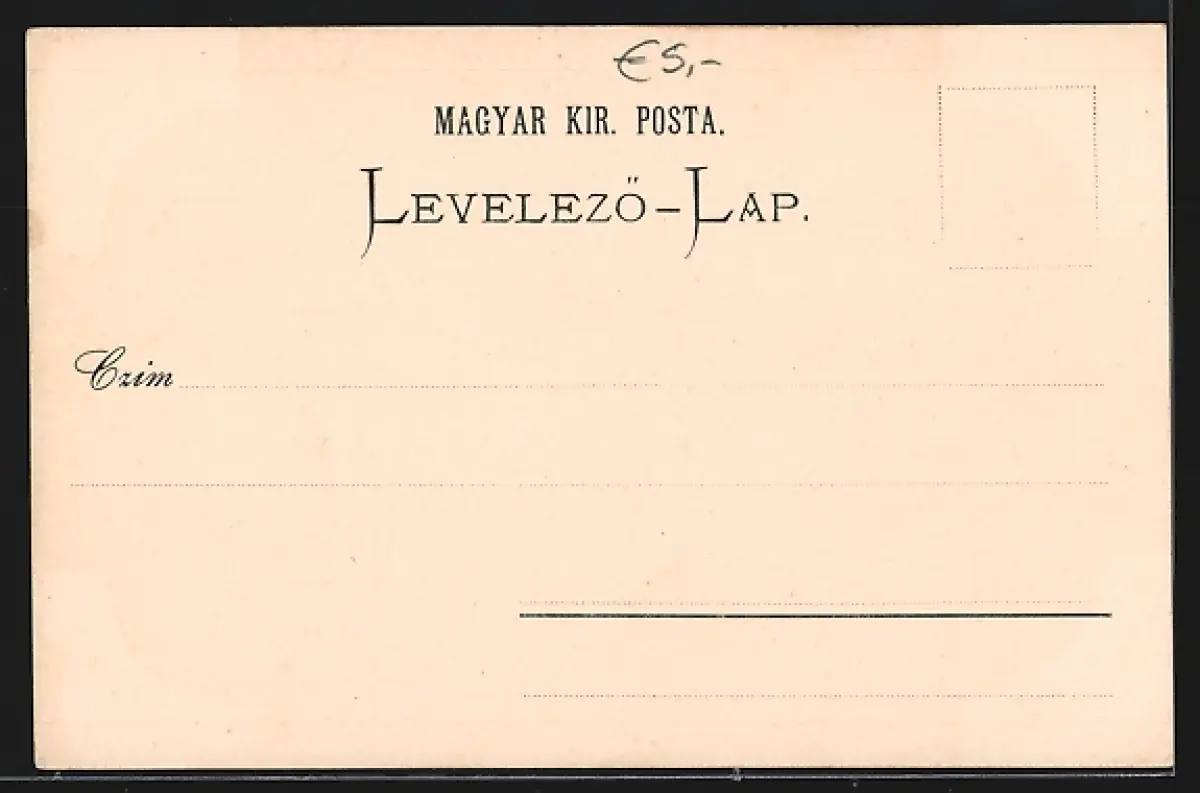 €5,-
MAGYAR KIR. POSTA.
LEVELEZŐ-LAP.
Czim